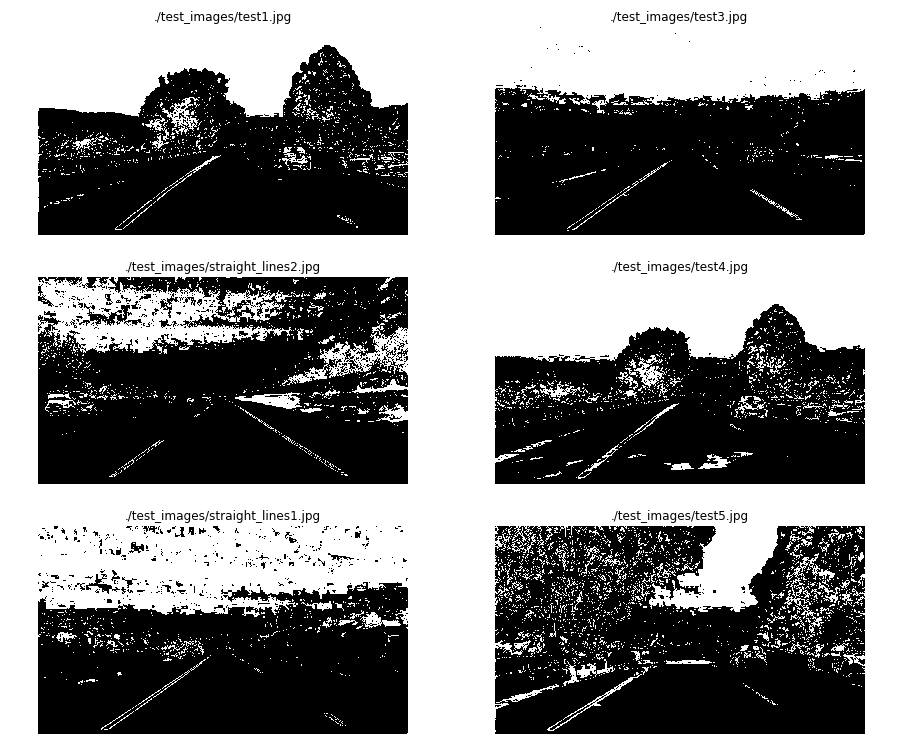 ./test_images/test1.jpg
./test_images/test3.jpg
./test_images/straight_lines2.jpg
./test_images/test4.jpg
./test_images/straight_lines1.jpg
./test_images/test5.jpg